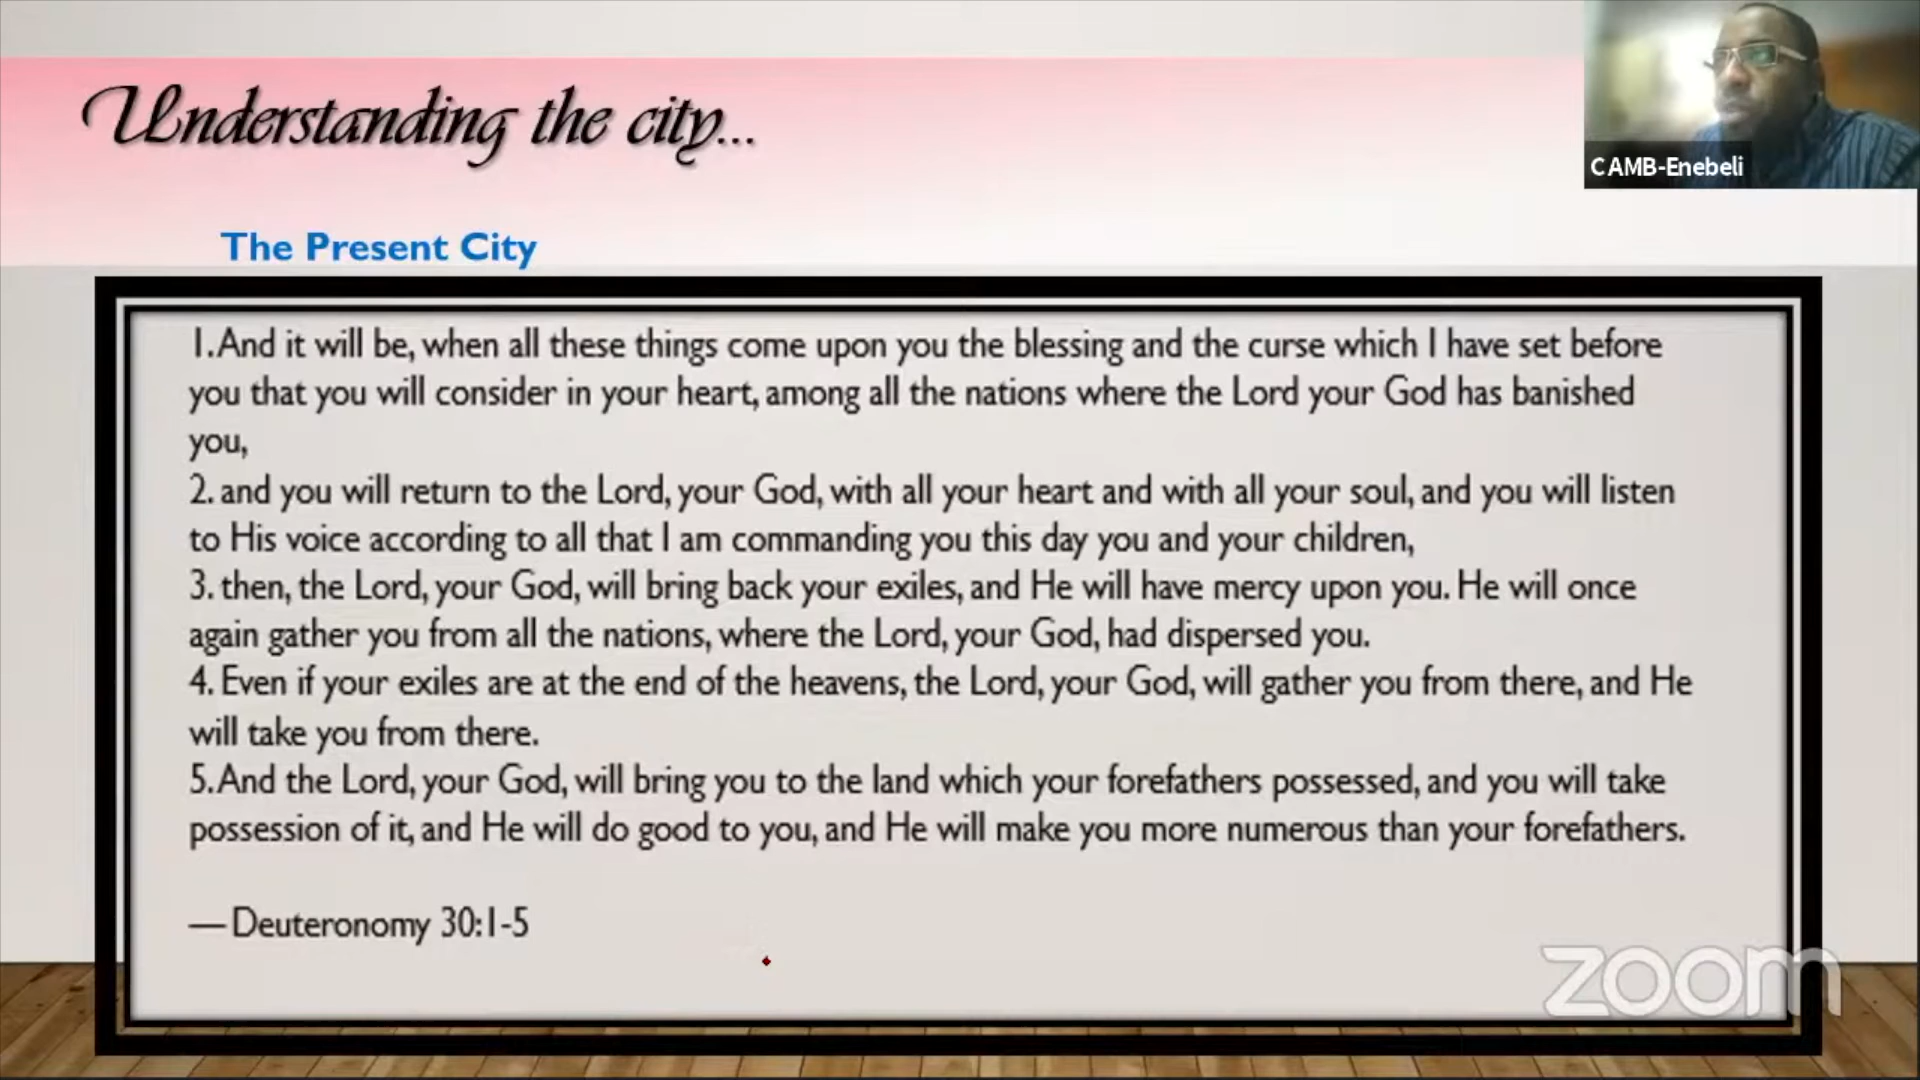 Understanding the city...
CAMB-Enebeli
The Present City
1.And it will be, when all these things come upon you the blessing and the curse which I have set before
you that you will consider in your heart, among all the nations where the Lord your God has banished
you,
2. and you will return to the Lord, your God, with all your heart and with all your soul, and you will listen
to His voice according to all that I am commanding you this day you and your children,
3. then, the Lord, your God, will bring back your exiles, and He will have mercy upon you. He will once
again gather you from all the nations, where the Lord, your God, had dispersed you.
4. Even if your exiles are at the end of the heavens, the Lord, your God, will gather you from there, and He
will take you from there.
5.And the Lord, your God, will bring you to the land which your forefathers possessed, and you will take
possession of it, and He will do good to you, and He will make you more numerous than your forefathers.
— Deuteronomy 30:1-5
zoom